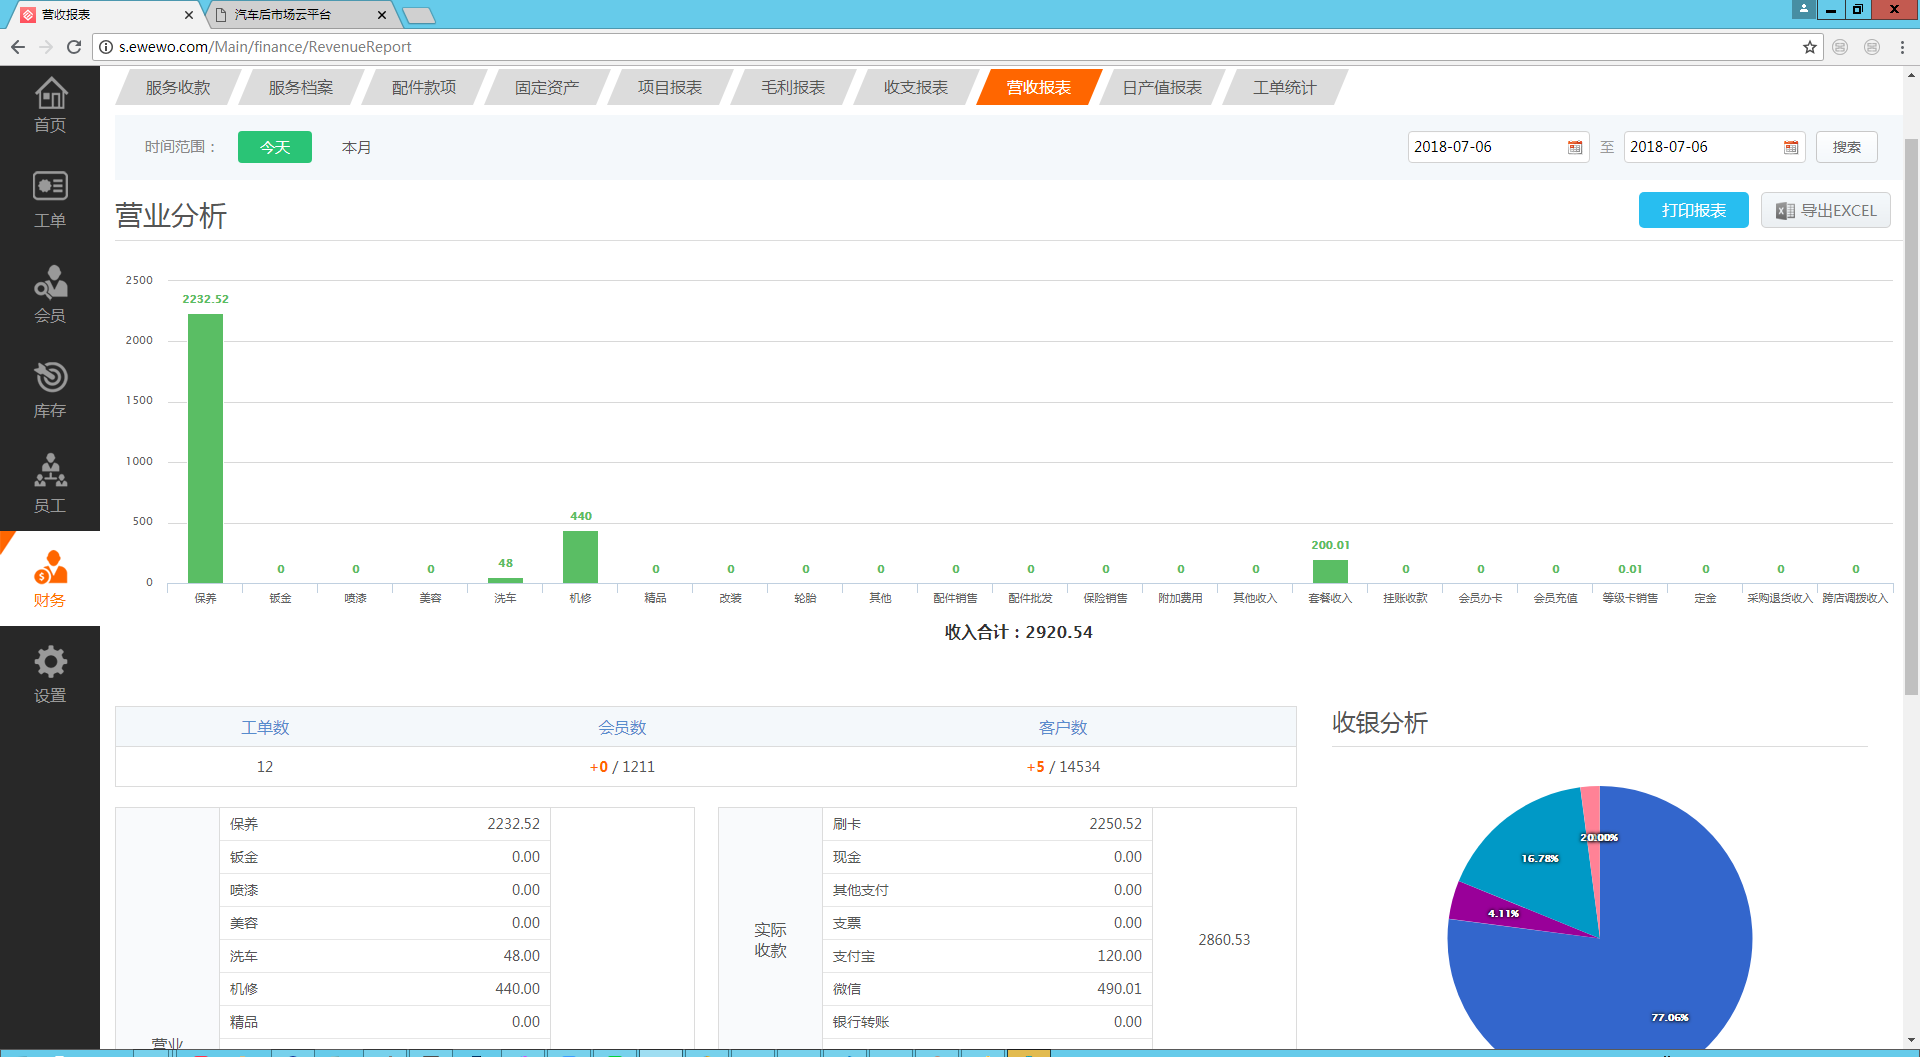 营收报表
汽车后市场云平台
s.ewewo.com/Main/finance/RevenueReport
首页
工单
会员
库存
员工
财务
设置
服务收款 服务档案 配件款项 固定资产 项目报表 毛利报表 收支报表 营收报表 日产值报表 工单统计
时间范围： 今天 本月 2018-07-06 至 2018-07-06 搜索
营业分析 打印报表 导出EXCEL
2500
2000
1500
1000
500
0
2232.52 0 0 0 48 440 0 0 0 0 0 0 0 0 0 200.01 0 0 0 0.01 0 0 0
保养 钣金 喷漆 美容 洗车 机修 精品 改装 轮胎 其他 配件销售 配件批发 保险销售 附加费用 其他收入 套餐收入 挂账收款 会员办卡 会员充值 等级卡销售 定金 采购退货收入 跨店调拨收入
收入合计：2920.54
工单数 会员数 客户数
12 +0 / 1211 +5 / 14534
营业
保养 2232.52
钣金 0.00
喷漆 0.00
美容 0.00
洗车 48.00
机修 440.00
精品 0.00
实际
收款
刷卡 2250.52
现金 0.00
其他支付 0.00
支票 0.00
支付宝 120.00
微信 490.01
银行转账 0.00
2860.53
收银分析
16.78%
4.11%
77.06%